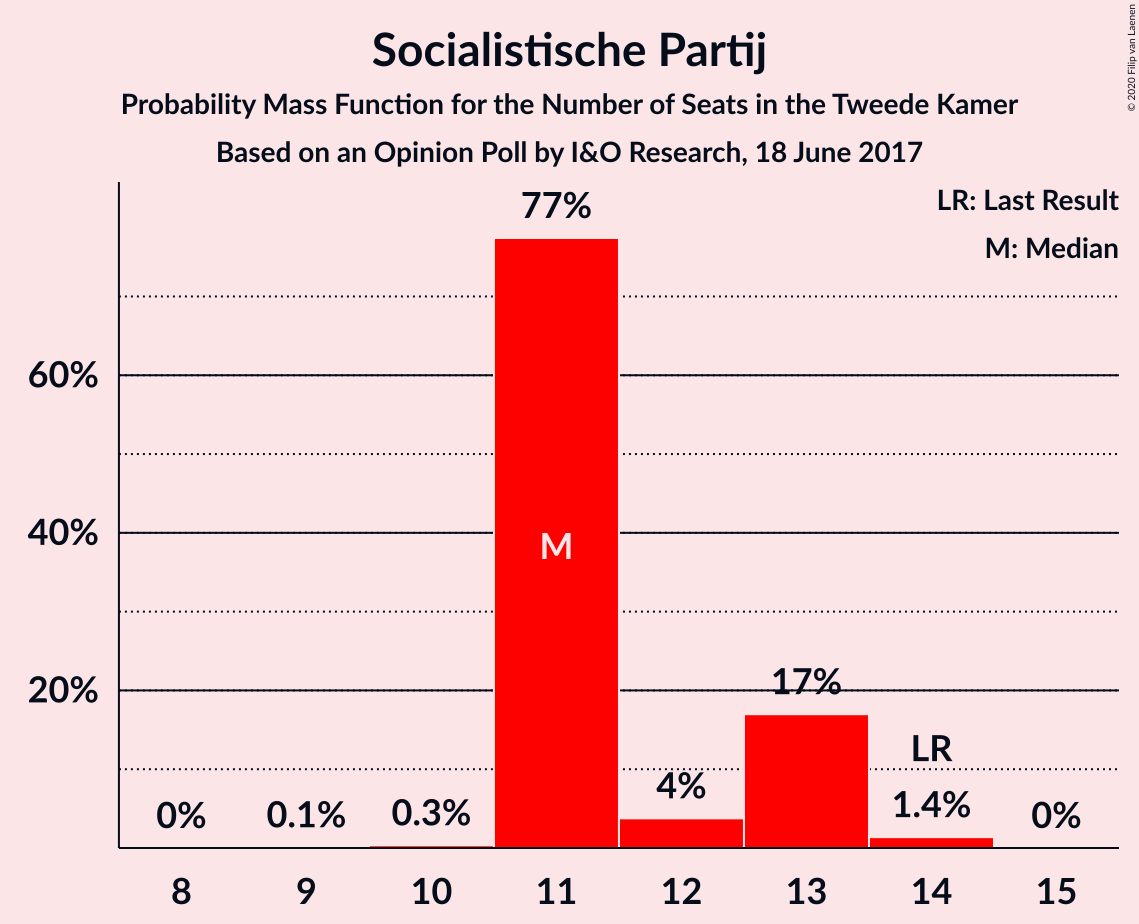 Socialistische Partij
Probability Mass Function for the Number of Seats in the Tweede Kamer
Based on an Opinion Poll by I&O Research, 18 June 2017
© 2020 Filip van Laenen
LR: Last Result
M: Median
77%
60%
40%
M
20%
17%
LR
0%
0.1%
0.3%
4%
1.4%
0%
8 9 10 11 12 13 14 15